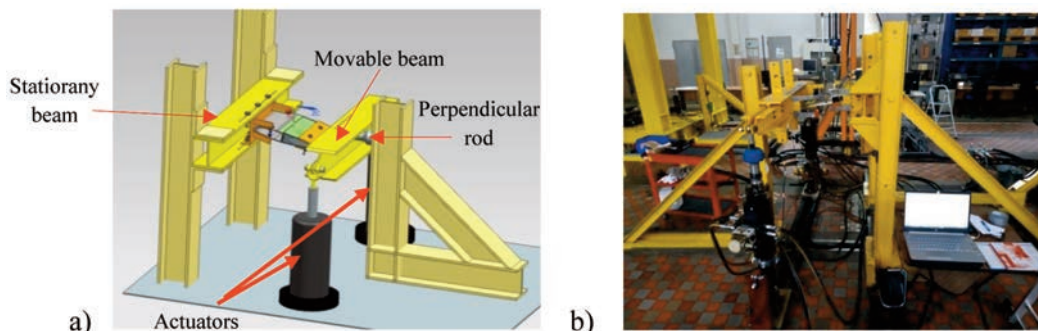 Stationary
beam
Movable beam
Perpendicular
rod
a)
Actuators
b)